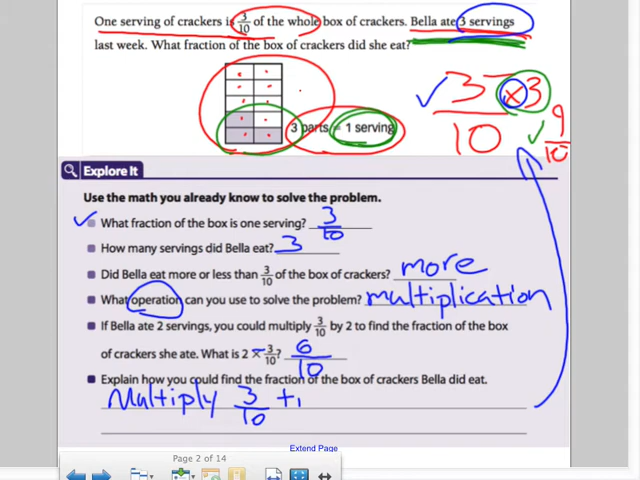 One serving of crackers is 3/10 of the whole box of crackers. Bella ate 3 servings
last week. What fraction of the box of crackers did she eat?
3 parts = 1 serving
3 × 3
10
9/10
Explore It
Use the math you already know to solve the problem.
What fraction of the box is one serving? 3/10
How many servings did Bella eat? 3
Did Bella eat more or less than 3/10 of the box of crackers? more
What operation can you use to solve the problem? multiplication
If Bella ate 2 servings, you could multiply 3/10 by 2 to find the fraction of the box
of crackers she ate. What is 2 × 3/10? 6/10
Explain how you could find the fraction of the box of crackers Bella did eat.
Multiply 3/10 ti
Extend Page
Page 2 of 14